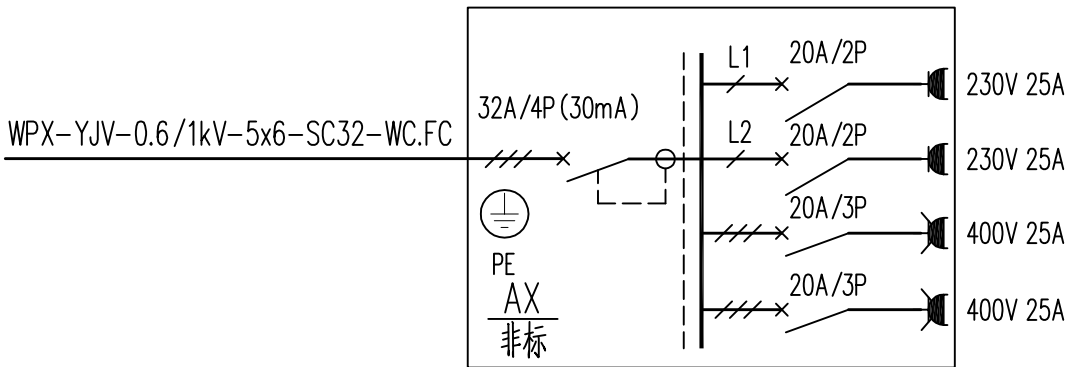 WPX-YJV-0.6/1kV-5x6-SC32-WC.FC
32A/4P(30mA)
PE
AX
非标
L1
20A/2P
230V 25A
L2
20A/2P
230V 25A
20A/3P
400V 25A
20A/3P
400V 25A